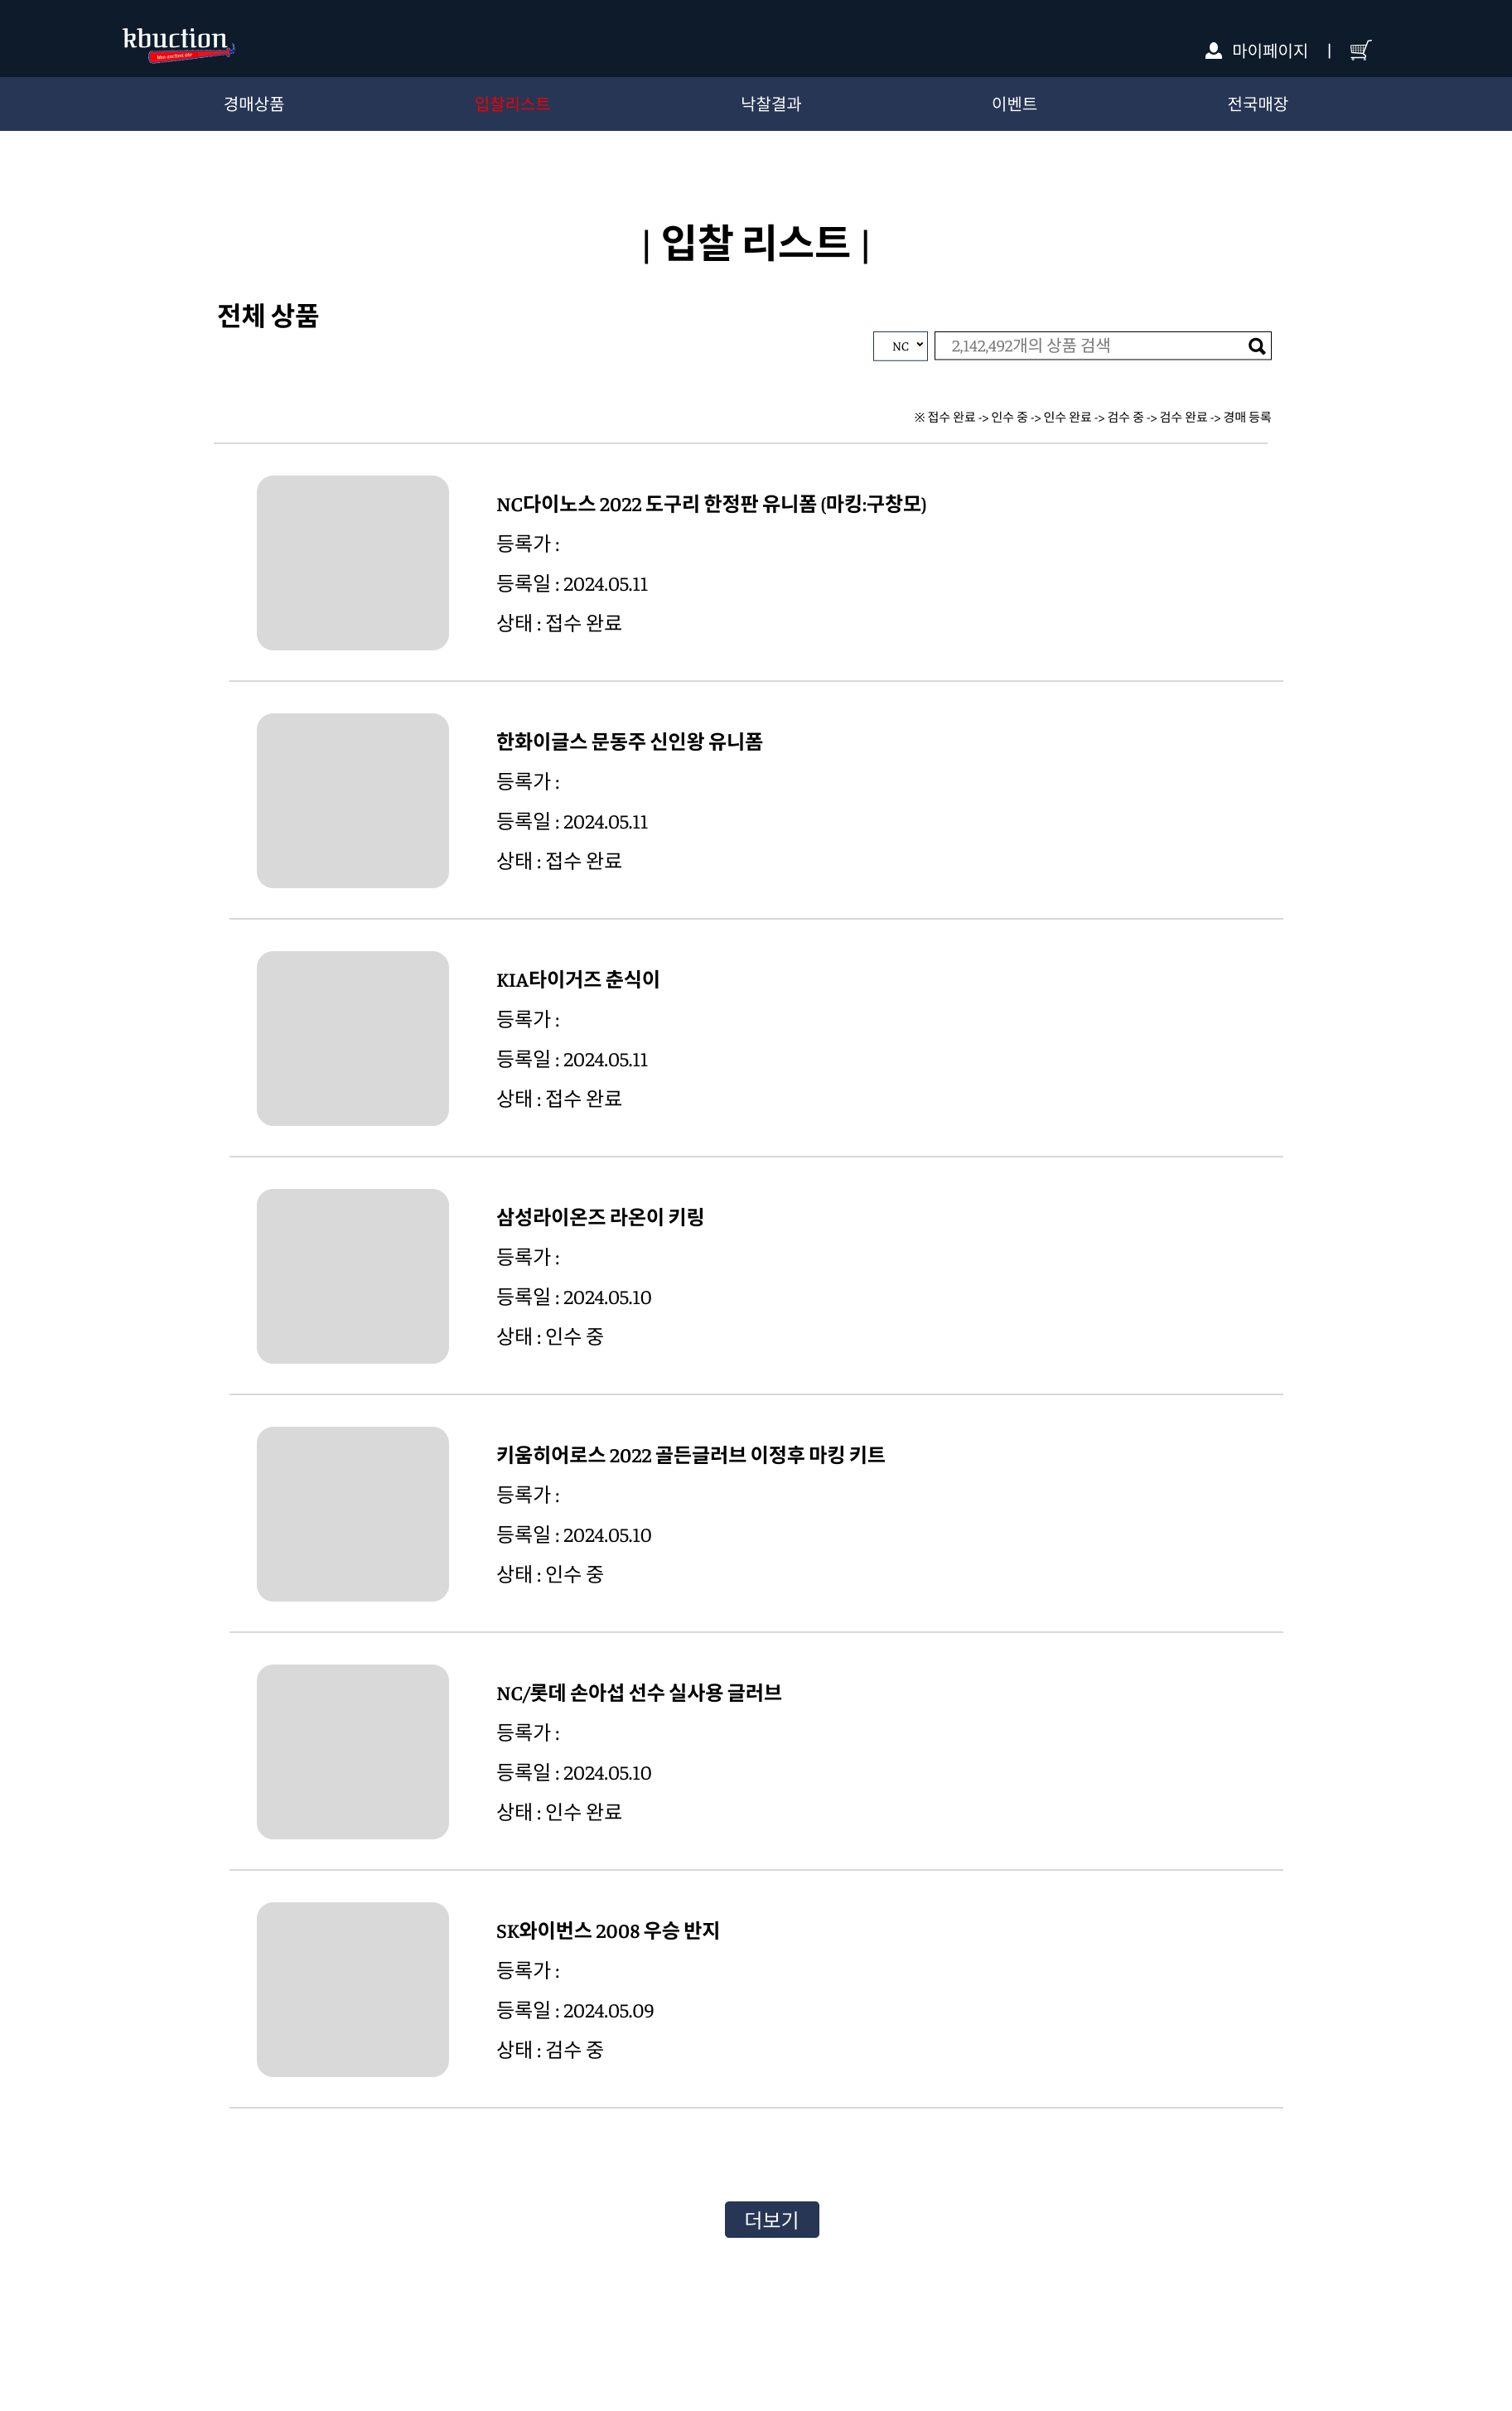 kbuction
마이페이지 |
경매상품 입찰리스트 낙찰결과 이벤트 전국매장
| 입찰 리스트 |
전체 상품
NC 2,142,492개의 상품 검색
※ 접수 완료 -> 인수 중 -> 인수 완료 -> 검수 중 -> 검수 완료 -> 경매 등록
NC다이노스 2022 도구리 한정판 유니폼 (마킹:구창모)
등록가 :
등록일 : 2024.05.11
상태 : 접수 완료
한화이글스 문동주 신인왕 유니폼
등록가 :
등록일 : 2024.05.11
상태 : 접수 완료
KIA타이거즈 춘식이
등록가 :
등록일 : 2024.05.11
상태 : 접수 완료
삼성라이온즈 라온이 키링
등록가 :
등록일 : 2024.05.10
상태 : 인수 중
키움히어로스 2022 골든글러브 이정후 마킹 키트
등록가 :
등록일 : 2024.05.10
상태 : 인수 중
NC/롯데 손아섭 선수 실사용 글러브
등록가 :
등록일 : 2024.05.10
상태 : 인수 완료
SK와이번스 2008 우승 반지
등록가 :
등록일 : 2024.05.09
상태 : 검수 중
더보기